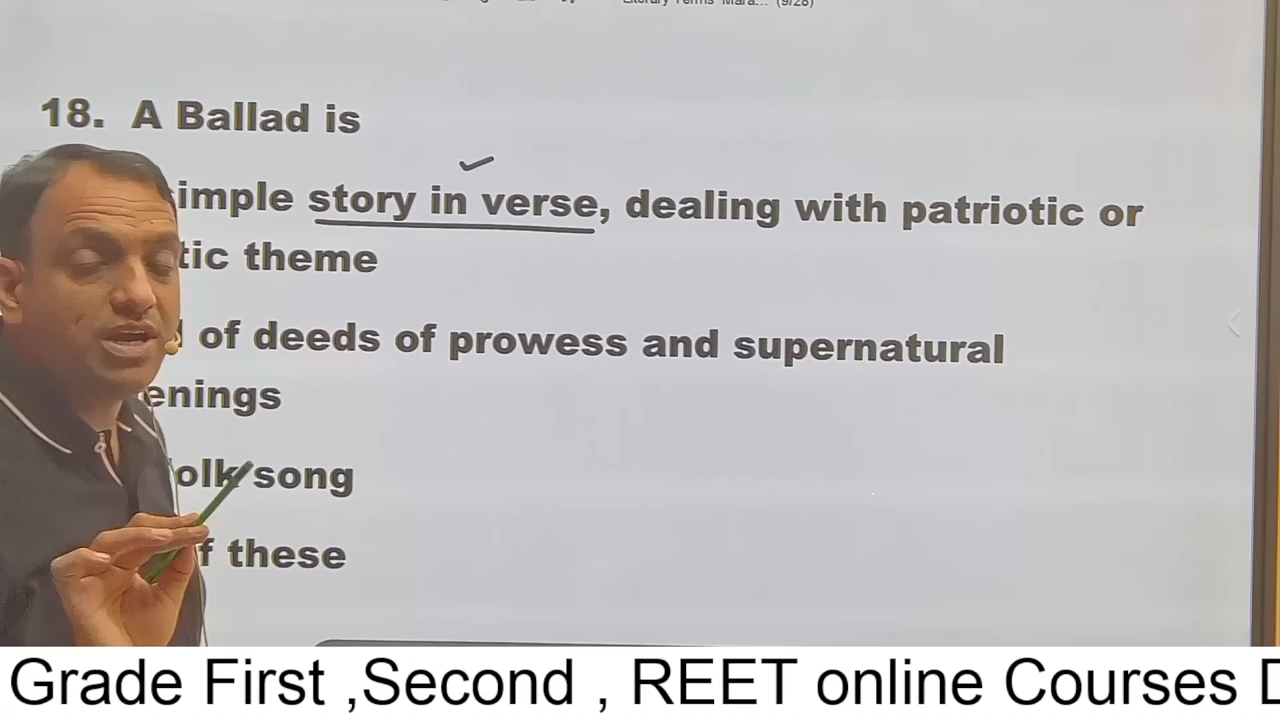 Literary Terms Mara... (9/28)
18. A Ballad is
simple story in verse, dealing with patriotic or
tic theme
of deeds of prowess and supernatural
enings
olk song
f these
Grade First ,Second , REET online Courses D